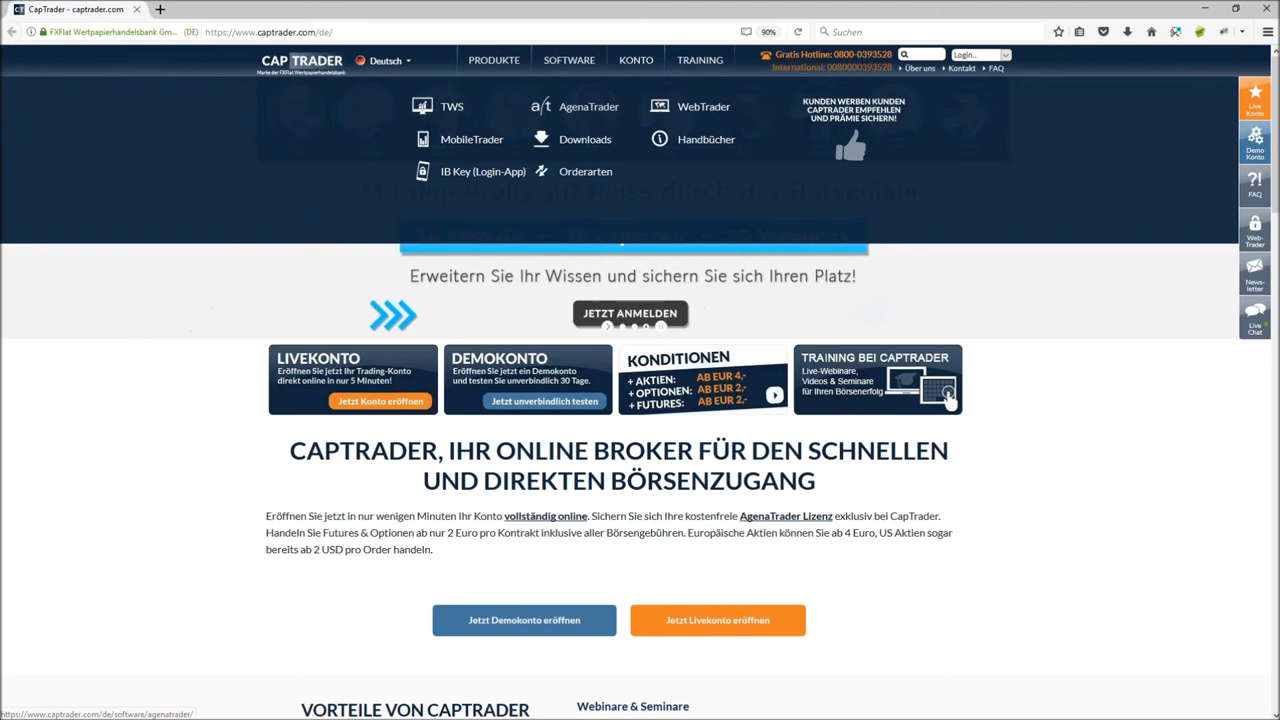 CapTrader - captrader.com
FXFlat Wertpapierhandelsbank Gm... (DE)
https://www.captrader.com/de/
90%
Suchen
CAP TRADER
Marke der FXFlat Wertpapierhandelsbank
Deutsch
PRODUKTE
SOFTWARE
KONTO
TRAINING
Gratis Hotline: 0800-0393528
International: 0080000393528
Login...
Über uns
Kontakt
FAQ
TWS
AgenaTrader
WebTrader
MobileTrader
Downloads
Handbücher
IB Key (Login-App)
Orderarten
KUNDEN WERBEN KUNDEN
CAPTRADER EMPFEHLEN
UND PRÄMIE SICHERN!
Live
Konto
Demo
Konto
?!
FAQ
Web-
Trader
News-
letter
Live
Chat
Erweitern Sie Ihr Wissen und sichern Sie sich Ihren Platz!
JETZT ANMELDEN
LIVEKONTO
Eröffnen Sie jetzt Ihr Trading-Konto
direkt online in nur 5 Minuten!
Jetzt Konto eröffnen
DEMOKONTO
Eröffnen Sie jetzt ein Demokonto
und testen Sie unverbindlich 30 Tage.
Jetzt unverbindlich testen
KONDITIONEN
+ AKTIEN: AB EUR 4,-
+ OPTIONEN: AB EUR 2,-
+ FUTURES: AB EUR 2,-
TRAINING BEI CAPTRADER
Live-Webinare,
Videos & Seminare
für Ihren Börsenerfolg
CAPTRADER, IHR ONLINE BROKER FÜR DEN SCHNELLEN
UND DIREKTEN BÖRSENZUGANG
Eröffnen Sie jetzt in nur wenigen Minuten Ihr Konto vollständig online. Sichern Sie sich Ihre kostenfreie AgenaTrader Lizenz exklusiv bei CapTrader.
Handeln Sie Futures & Optionen ab nur 2 Euro pro Kontrakt inklusive aller Börsengebühren. Europäische Aktien können Sie ab 4 Euro, US Aktien sogar
bereits ab 2 USD pro Order handeln.
Jetzt Demokonto eröffnen
Jetzt Livekonto eröffnen
VORTEILE VON CAPTRADER
Webinare & Seminare
https://www.captrader.com/de/software/agenatrader/